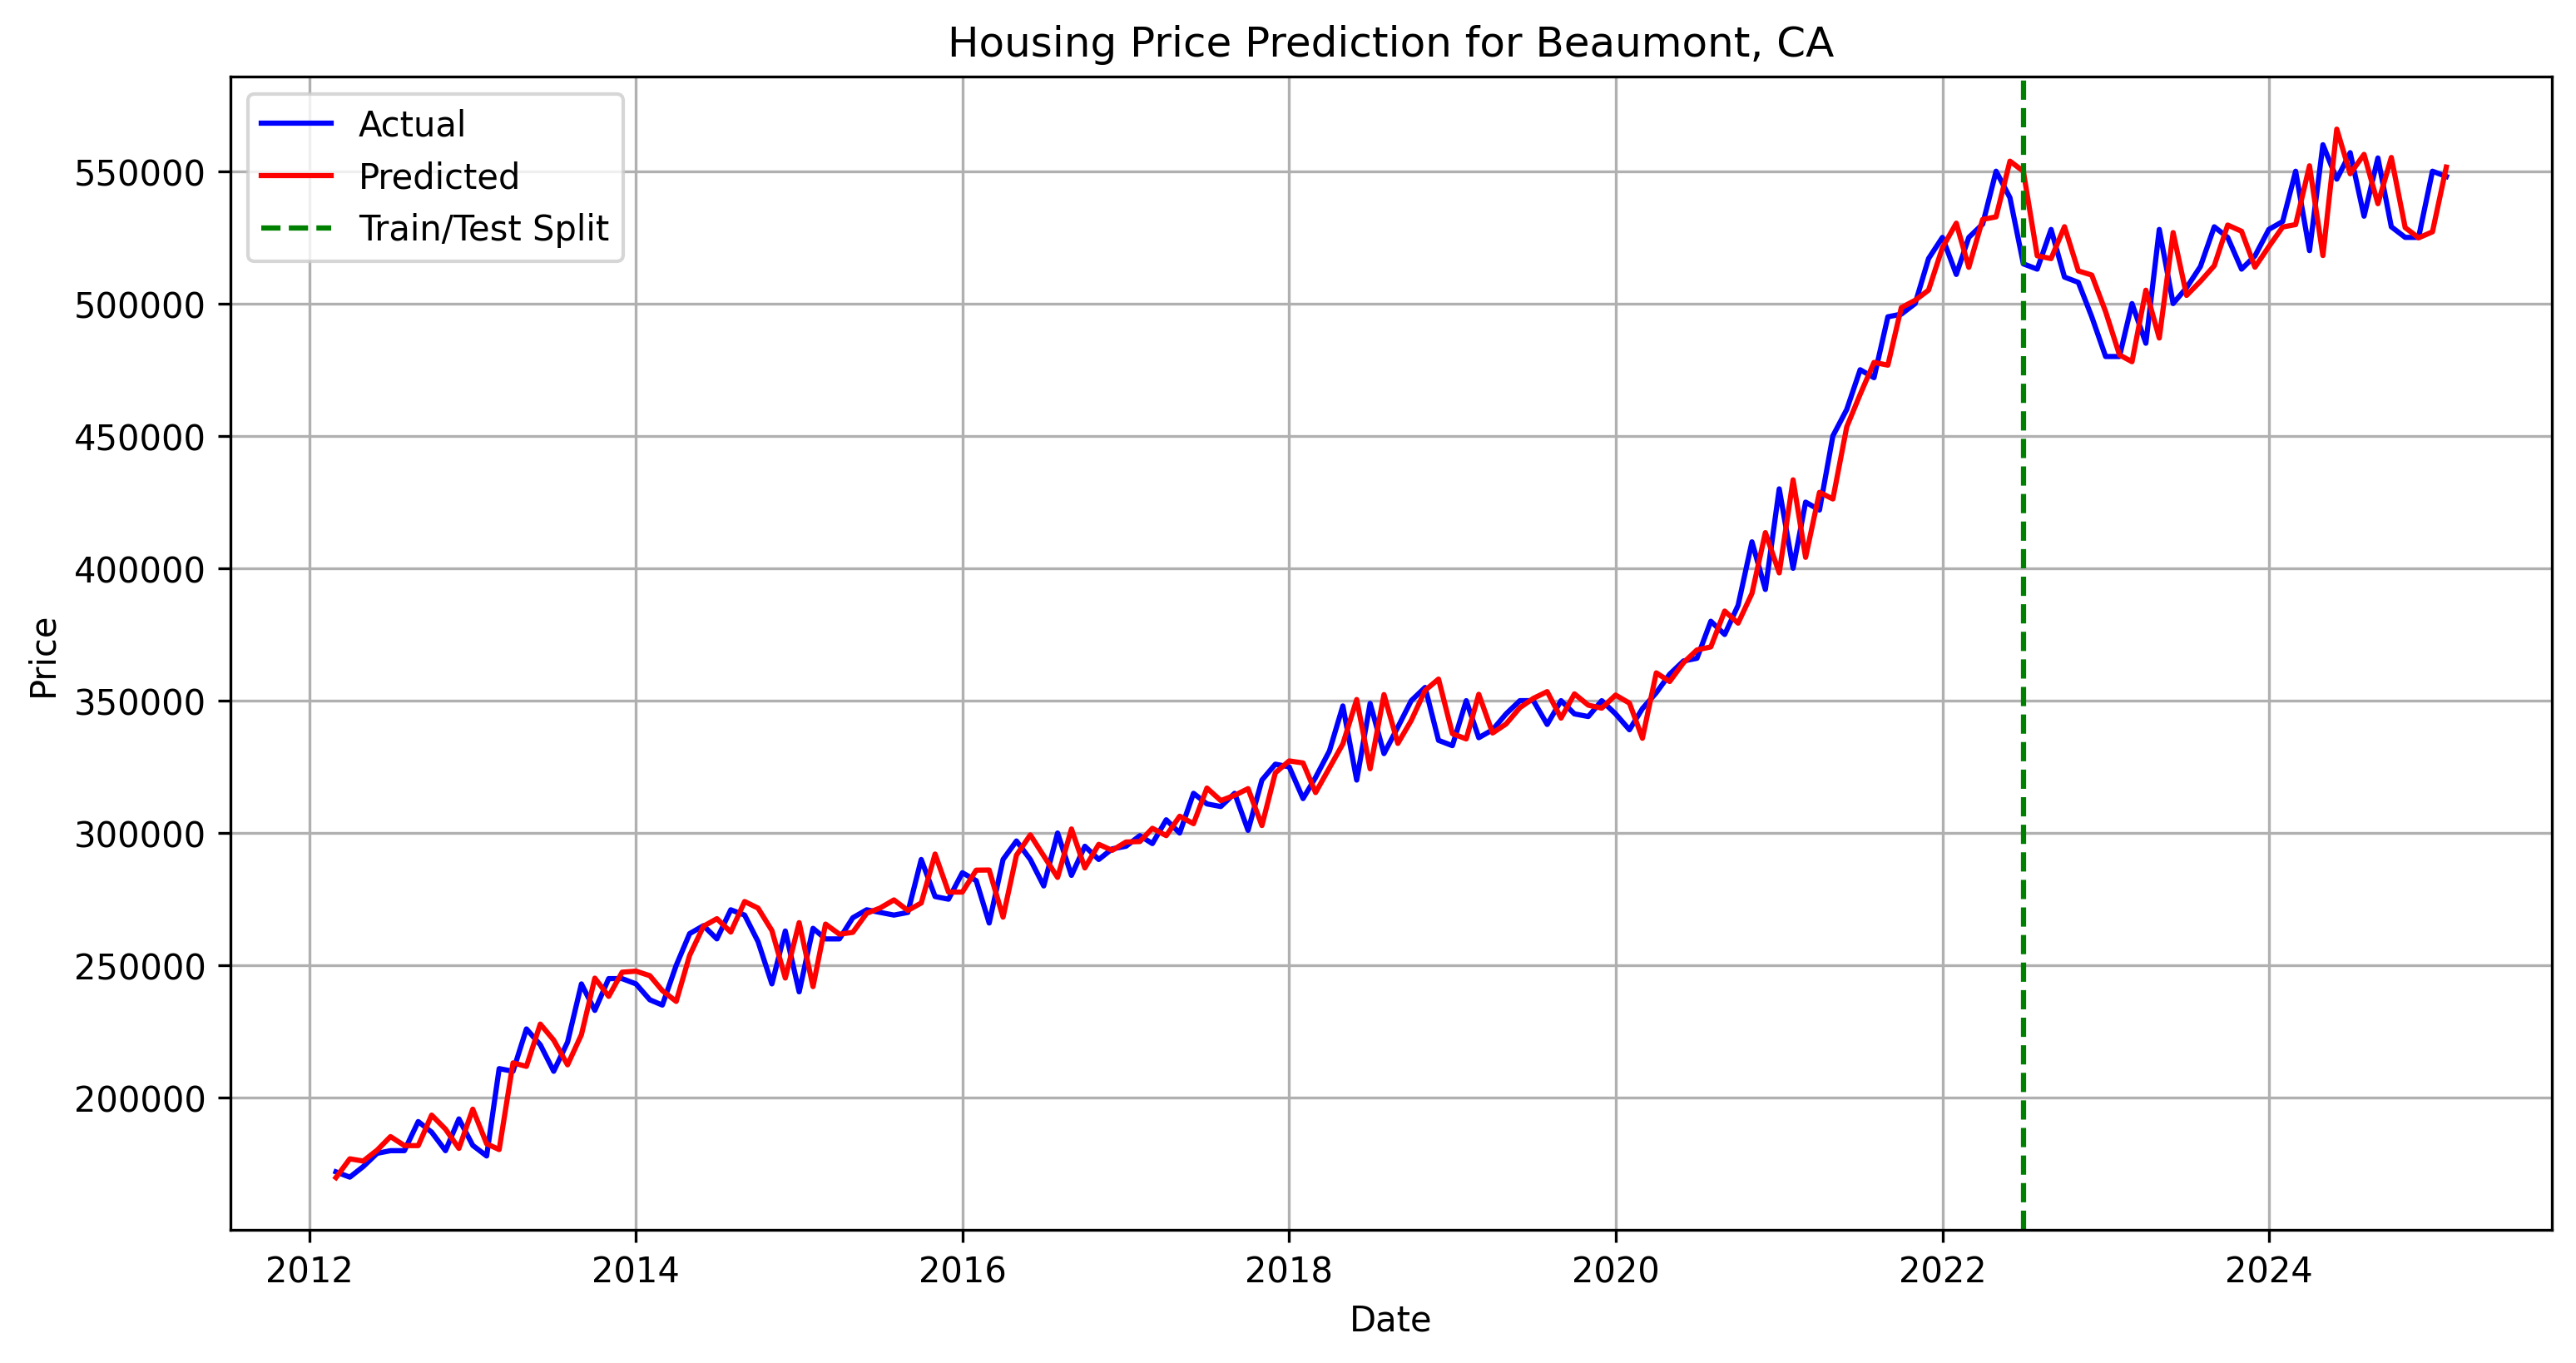 Housing Price Prediction for Beaumont, CA
Actual
Predicted
Train/Test Split
550000
500000
450000
400000
350000
300000
250000
200000
Price
2012 2014 2016 2018 2020 2022 2024
Date